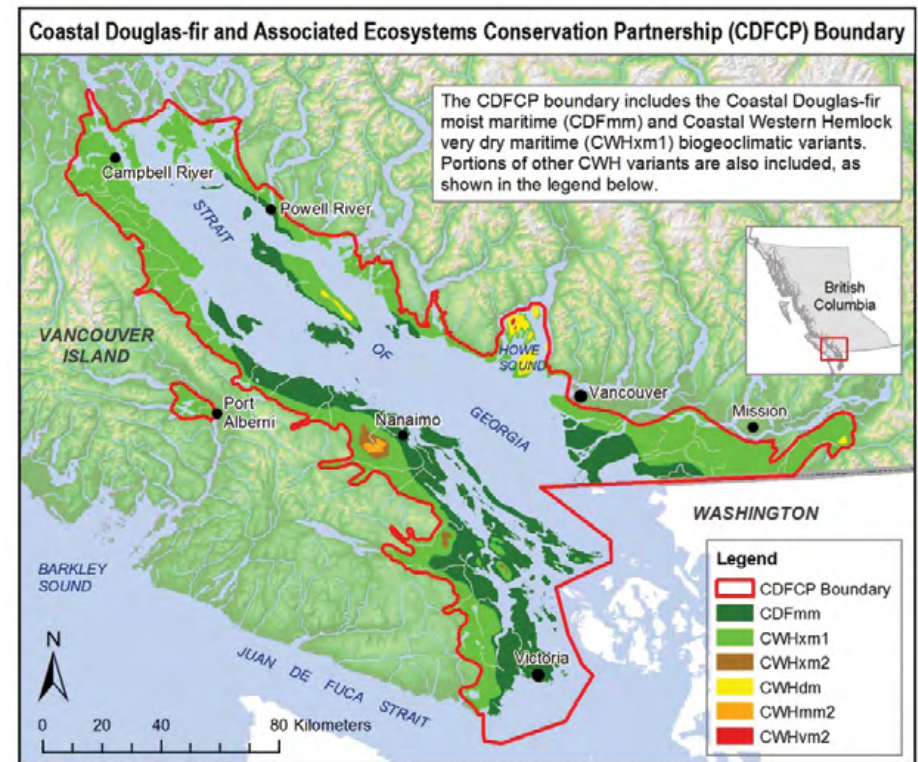 Coastal Douglas-fir and Associated Ecosystems Conservation Partnership (CDFCP) Boundary
The CDFCP boundary includes the Coastal Douglas-fir
moist maritime (CDFmm) and Coastal Western Hemlock
very dry maritime (CWHxm1) biogeoclimatic variants.
Portions of other CWH variants are also included, as
shown in the legend below.
Campbell River
Powell River
STRAIT
OF
GEORGIA
British
Columbia
VANCOUVER
ISLAND
HOWE
SOUND
Port
Alberni
Nanaimo
Vancouver
Mission
WASHINGTON
BARKLEY
SOUND
Victoria
JUAN DE FUCA STRAIT
N
0 20 40 80 Kilometers
Legend
CDFCP Boundary
CDFmm
CWHxm1
CWHxm2
CWHdm
CWHmm2
CWHvm2